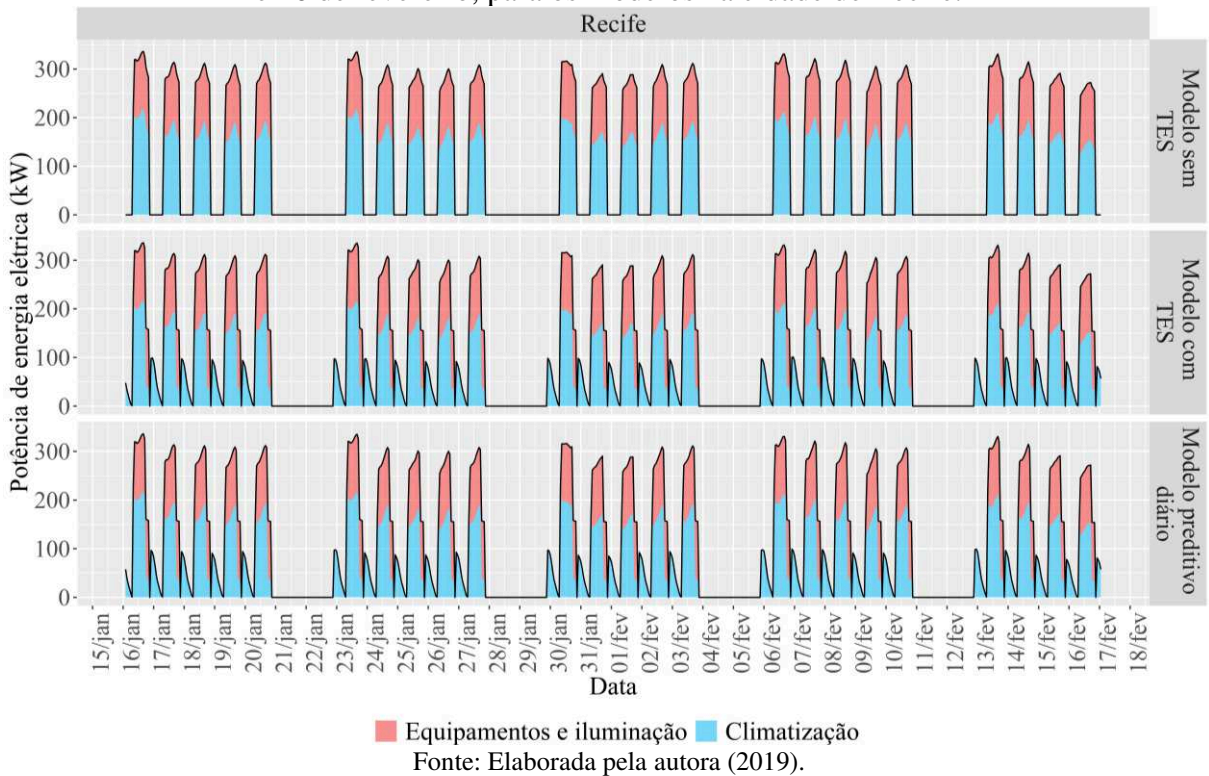 Recife
Potência de energia elétrica (kW)
300
200
100
0
Modelo sem
TES
300
200
100
0
Modelo com
TES
300
200
100
0
Modelo preditivo
diário
15/jan
16/jan
17/jan
18/jan
19/jan
20/jan
21/jan
22/jan
23/jan
24/jan
25/jan
26/jan
27/jan
28/jan
29/jan
30/jan
31/jan
01/fev
02/fev
03/fev
04/fev
05/fev
06/fev
07/fev
08/fev
09/fev
10/fev
11/fev
12/fev
13/fev
14/fev
15/fev
16/fev
17/fev
18/fev
Data
Equipamentos e iluminação Climatização
Fonte: Elaborada pela autora (2019).